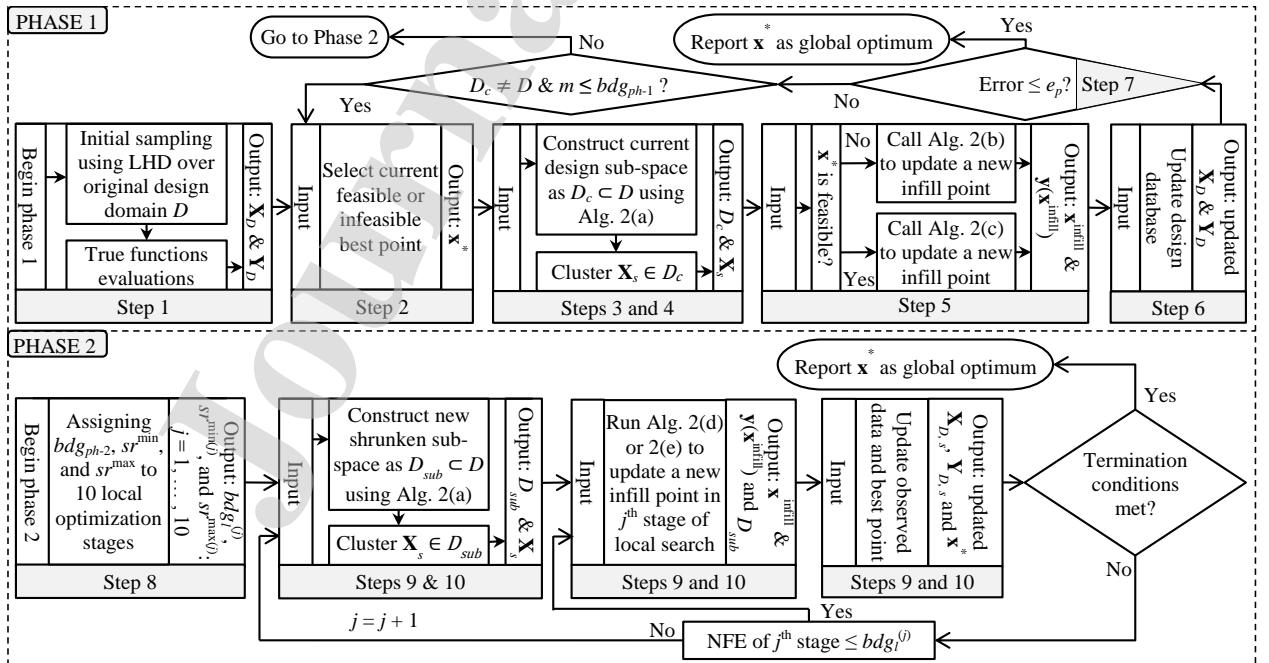 PHASE 1
Go to Phase 2
No
Report x* as global optimum
Yes
D_c ≠ D & m ≤ bdg_ph-1 ?
Yes
No
Error ≤ e_p?
Step 7
Begin phase 1
Initial sampling
using LHD over
original design
domain D
True functions
evaluations
Output: X_D & Y_D
Step 1
Input
Select current
feasible or
infeasible
best point
Output: x*
Step 2
Input
Construct current
design sub-space
as D_c ⊂ D using
Alg. 2(a)
Cluster X_s ∈ D_c
Output: D_c & X_s
Steps 3 and 4
Input
x* is feasible?
No
Call Alg. 2(b)
to update a new
infill point
Yes
Call Alg. 2(c)
to update a new
infill point
Output: x^infill &
y(x^infill)
Step 5
Input
Update design
database
Output: updated
X_D & Y_D
Step 6
PHASE 2
Begin phase 2
Assigning
bdg_ph-2, sr^min,
and sr^max to
10 local
optimization
stages
Output: bdg_l^(j),
sr^min(j), and sr^max(j):
j = 1, … , 10
Step 8
Input
Construct new
shrunken sub-
space as D_sub ⊂ D
using Alg. 2(a)
Cluster X_s ∈ D_sub
Output: D_sub & X_s
Steps 9 & 10
Input
Run Alg. 2(d)
or 2(e) to
update a new
infill point in
j^th stage of
local search
Output: x^infill &
y(x^infill) and D_sub
Steps 9 and 10
Input
Update observed
data and best point
Output: updated
X_D,s, Y_D,s and x*
Steps 9 and 10
Report x* as global optimum
Yes
Termination
conditions
met?
No
Yes
NFE of j^th stage ≤ bdg_l^(j)
No
j = j + 1
Journa